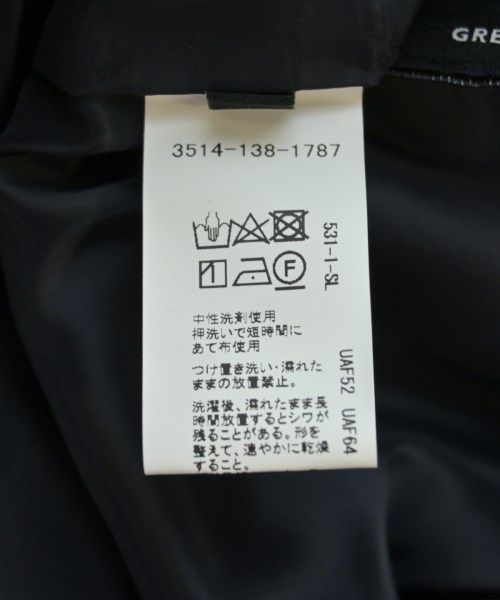 GRE
3514-138-1787
531-1-SL
F
中性洗剤使用
押洗いで短時間に
あて布使用
つけ置き洗い・濡れた
ままの放置禁止。
洗濯後、濡れたまま長
時間放置するとシワが
残ることがある。形を
整えて、速やかに乾燥
すること。
UAF52 UAF64